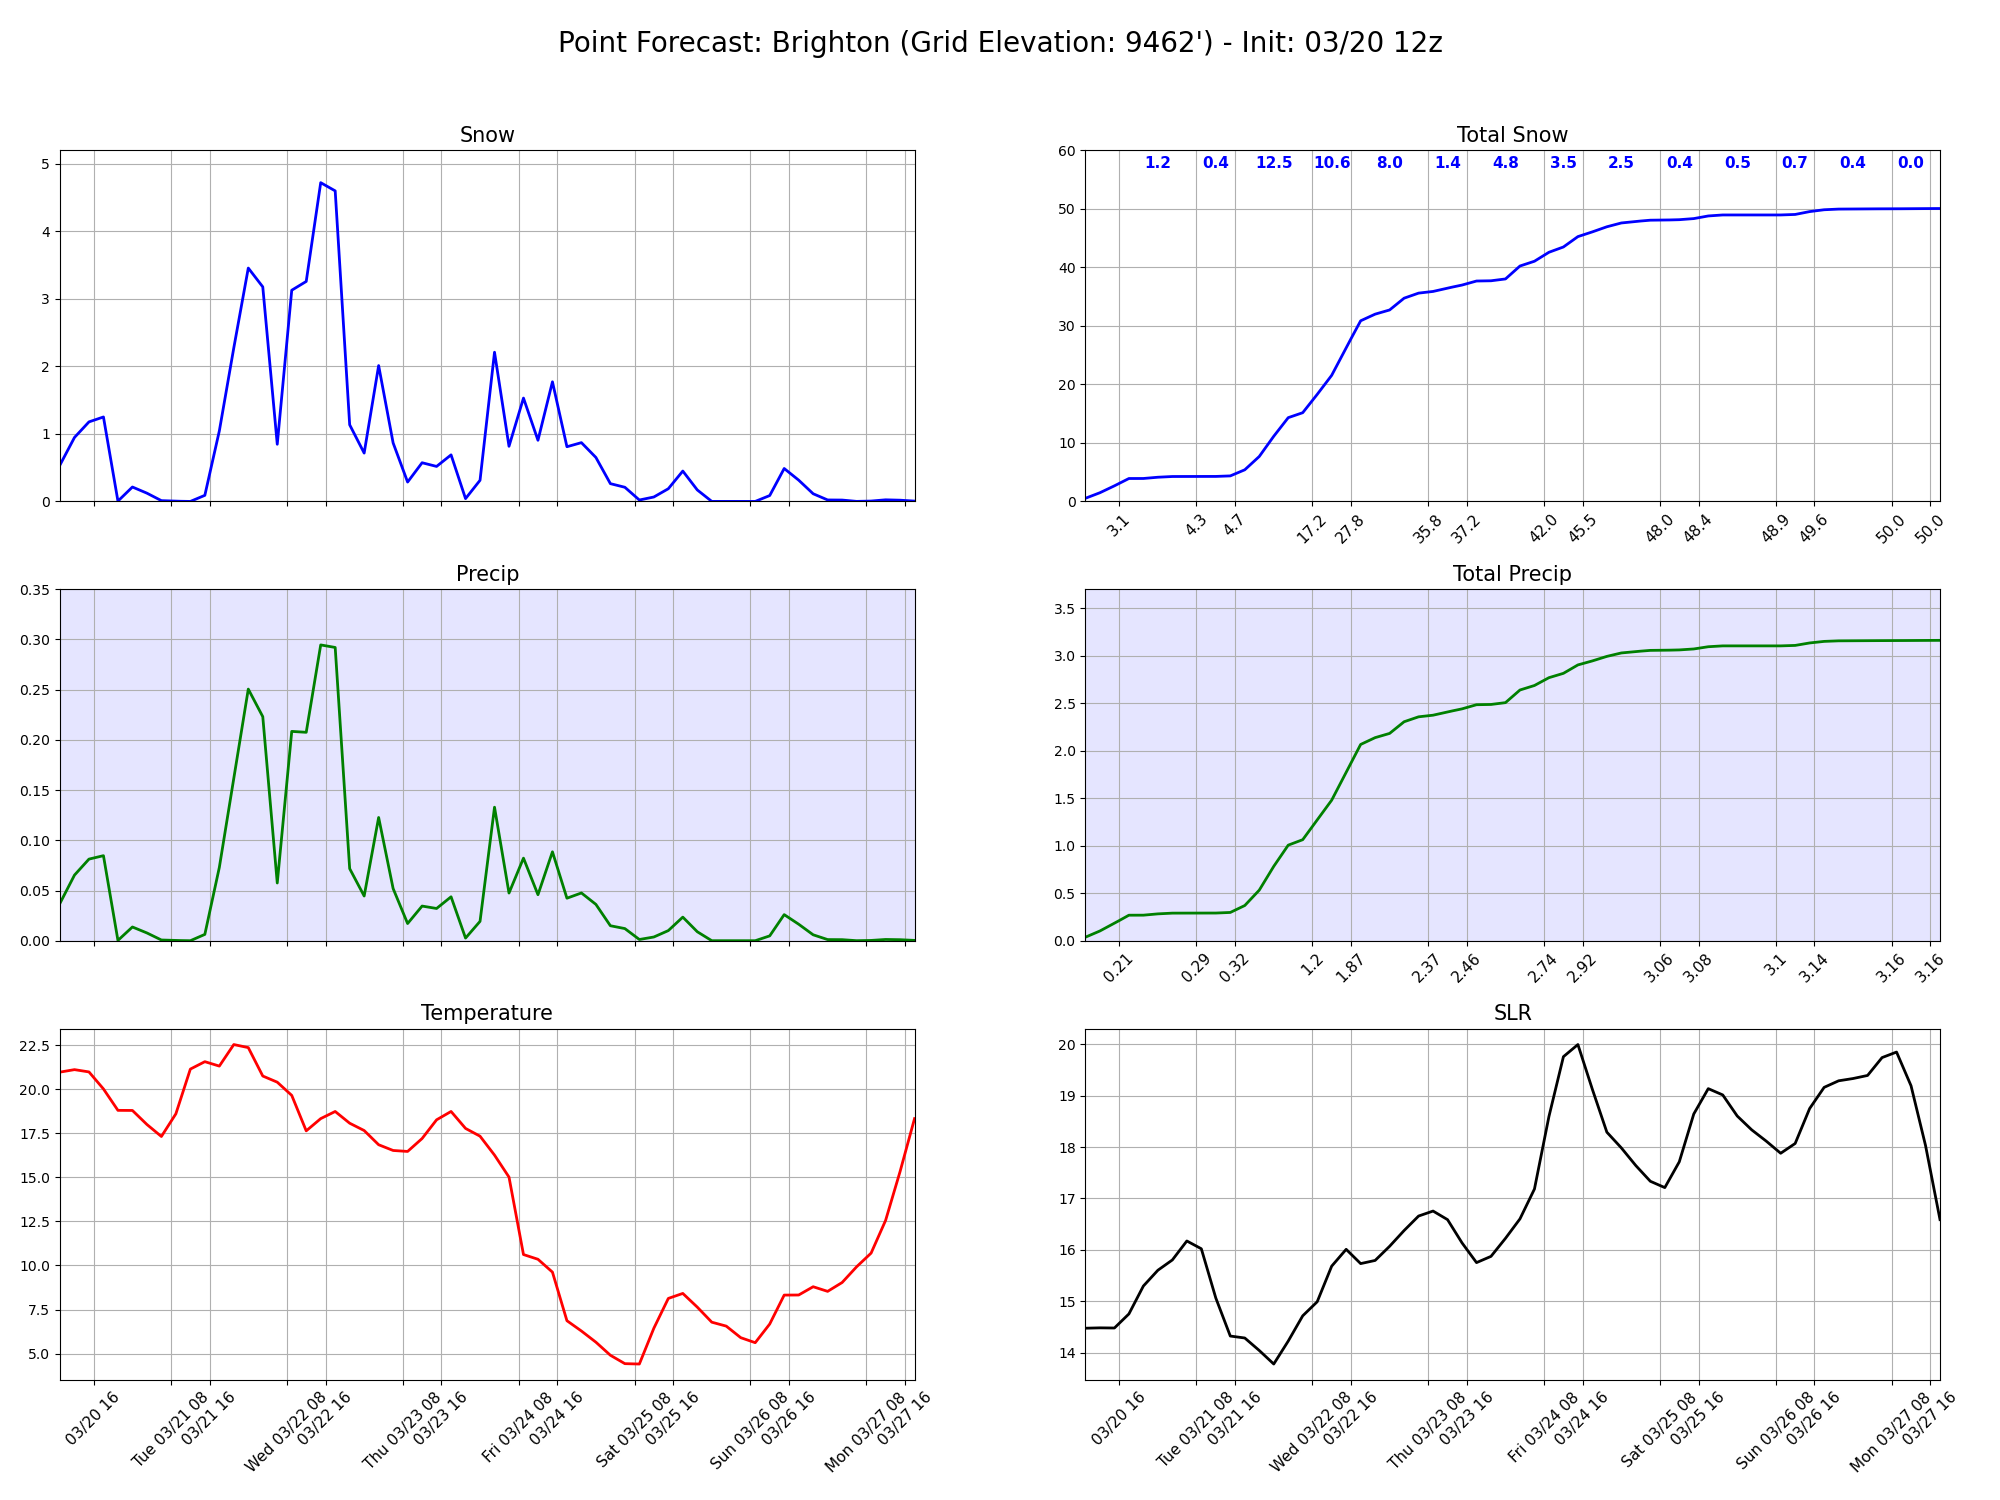 Point Forecast: Brighton (Grid Elevation: 9462') - Init: 03/20 12z
Snow
5
4
3
2
1
0
Total Snow
60
50
40
30
20
10
0
1.2 0.4 12.5 10.6 8.0 1.4 4.8 3.5 2.5 0.4 0.5 0.7 0.4 0.0
3.1 4.3 4.7 17.2 27.8 35.8 37.2 42.0 45.5 48.0 48.4 48.9 49.6 50.0 50.0
Precip
0.35
0.30
0.25
0.20
0.15
0.10
0.05
0.00
Total Precip
3.5
3.0
2.5
2.0
1.5
1.0
0.5
0.0
0.21 0.29 0.32 1.2 1.87 2.37 2.46 2.74 2.92 3.06 3.08 3.1 3.14 3.16 3.16
Temperature
22.5
20.0
17.5
15.0
12.5
10.0
7.5
5.0
03/20 16
Tue 03/21 08
03/21 16
Wed 03/22 08
03/22 16
Thu 03/23 08
03/23 16
Fri 03/24 08
03/24 16
Sat 03/25 08
03/25 16
Sun 03/26 08
03/26 16
Mon 03/27 08
03/27 16
SLR
20
19
18
17
16
15
14
03/20 16
Tue 03/21 08
03/21 16
Wed 03/22 08
03/22 16
Thu 03/23 08
03/23 16
Fri 03/24 08
03/24 16
Sat 03/25 08
03/25 16
Sun 03/26 08
03/26 16
Mon 03/27 08
03/27 16